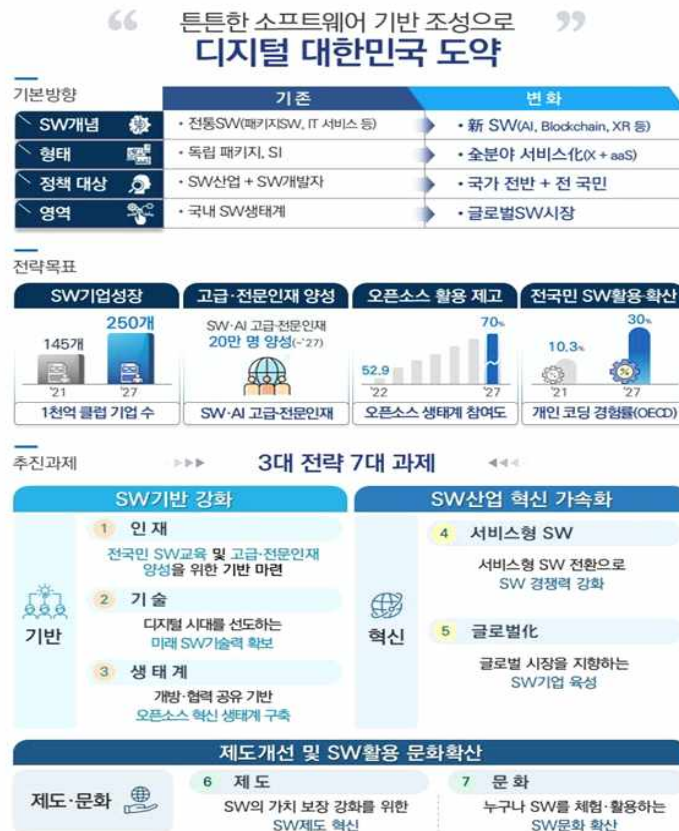 튼튼한 소프트웨어 기반 조성으로
디지털 대한민국 도약
기본방향
기 존
변 화
SW개념
• 전통SW(패키지SW, IT 서비스 등)
• 新 SW(AI, Blockchain, XR 등)
형태
• 독립 패키지, SI
• 全분야 서비스化(X + aaS)
정책 대상
• SW산업 + SW개발자
• 국가 전반 + 전 국민
영역
• 국내 SW생태계
• 글로벌SW시장
전략목표
SW기업성장
145개
250개
'21
'27
1천억 클럽 기업 수
고급·전문인재 양성
SW·AI 고급·전문인재
20만 명 양성(~'27)
SW·AI 고급·전문인재
오픈소스 활용 제고
52.9
70%
'22
'27
오픈소스 생태계 참여도
전국민 SW활용·확산
10.3%
30%
'21
'27
개인 코딩 경험률(OECD)
추진과제
3대 전략 7대 과제
SW기반 강화
기반
1 인 재
전국민 SW교육 및 고급·전문인재
양성을 위한 기반 마련
2 기 술
디지털 시대를 선도하는
미래 SW기술력 확보
3 생 태 계
개방·협력 공유 기반
오픈소스 혁신 생태계 구축
SW산업 혁신 가속화
혁신
4 서비스형 SW
서비스형 SW 전환으로
SW 경쟁력 강화
5 글로벌化
글로벌 시장을 지향하는
SW기업 육성
제도개선 및 SW활용 문화확산
제도·문화
6 제 도
SW의 가치 보장 강화를 위한
SW제도 혁신
7 문 화
누구나 SW를 체험·활용하는
SW문화 확산